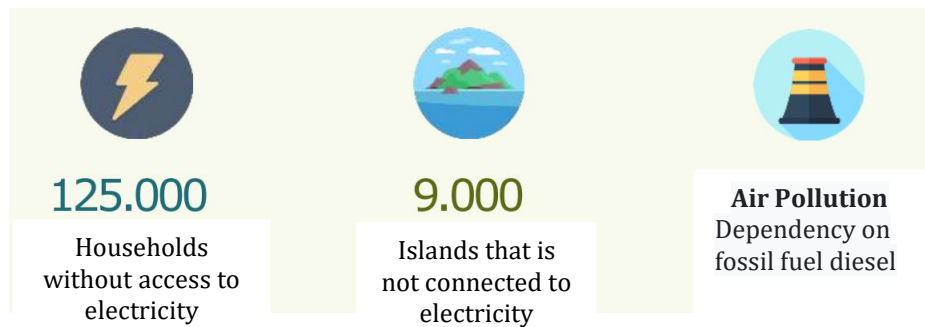 125.000
Households
without access to
electricity
9.000
Islands that is
not connected to
electricity
Air Pollution
Dependency on
fossil fuel diesel